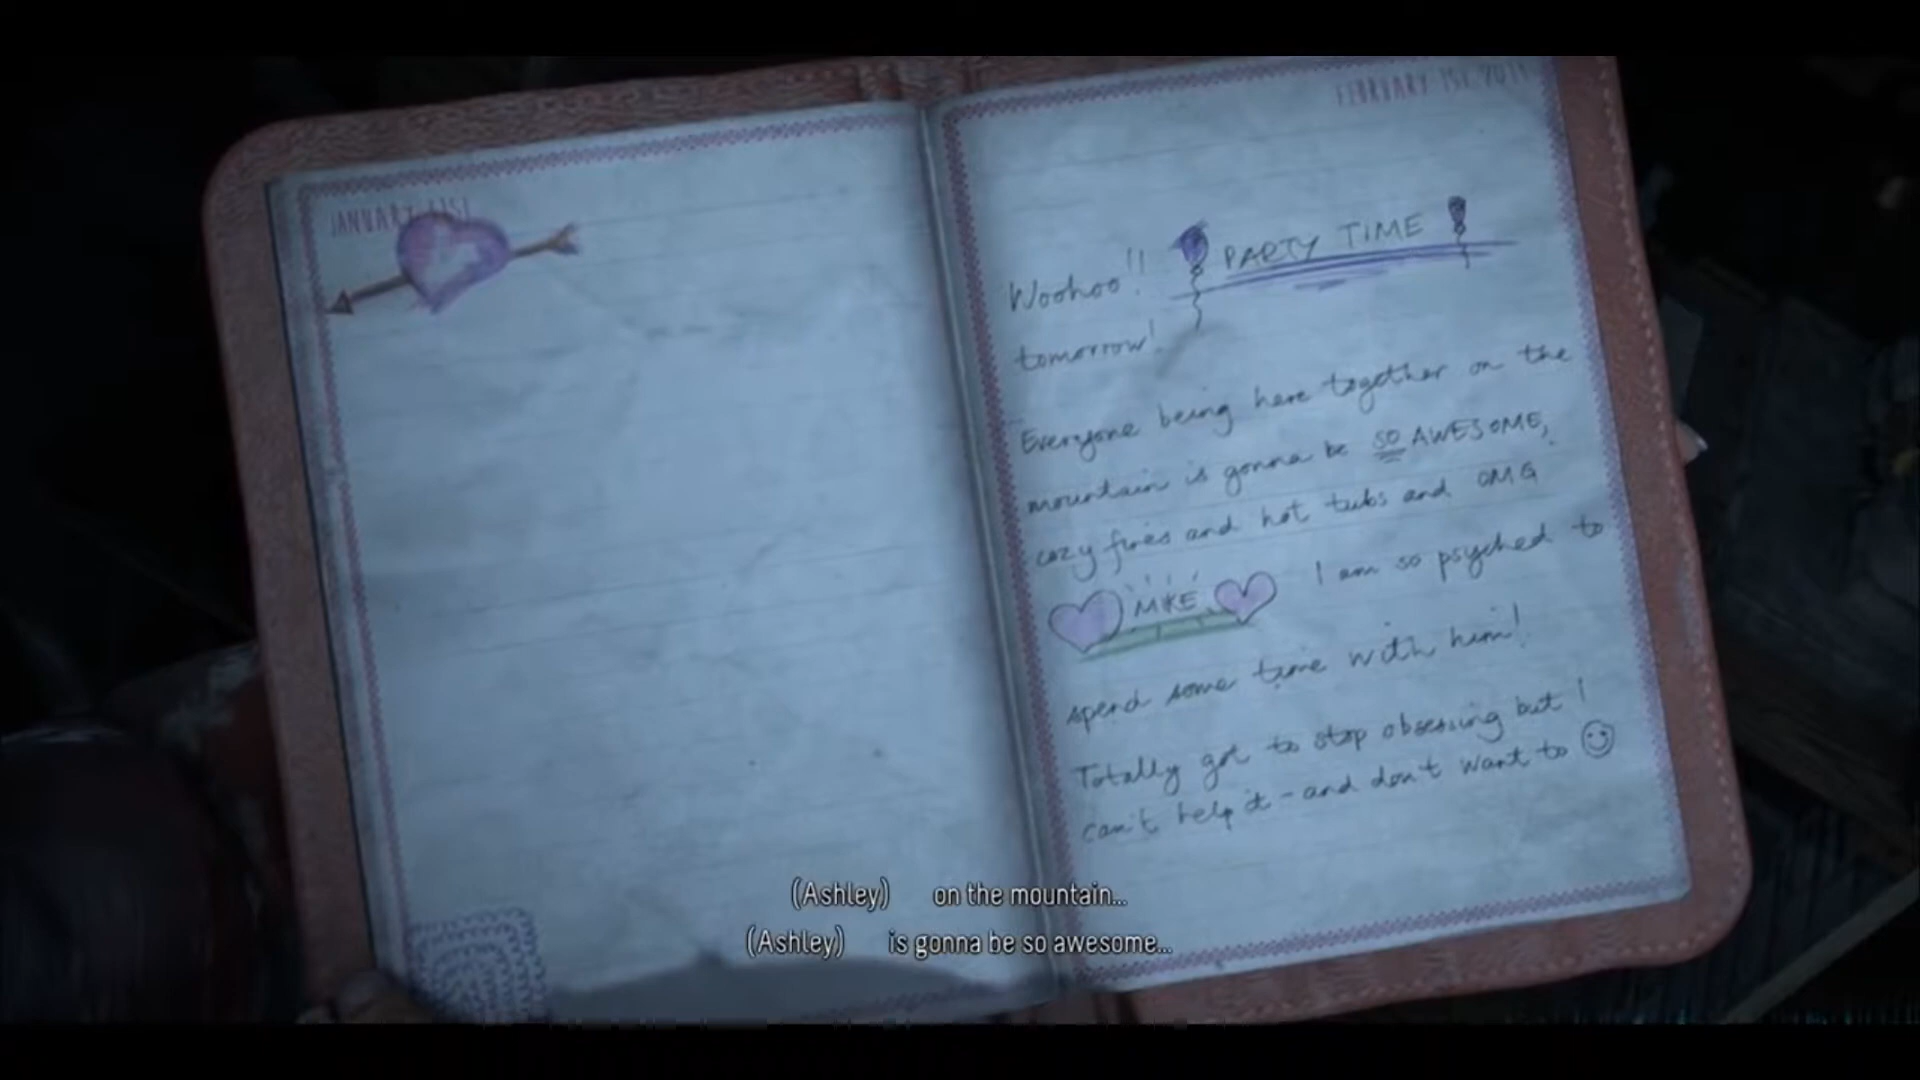 JANUARY 31ST
FEBRUARY 1ST, 2014
Woohoo!! PARTY TIME
tomorrow!
Everyone being here together on the
mountain is gonna be SO AWESOME,
cozy fires and hot tubs and OMG
MIKE I am so psyched to
spend some time with him!
Totally got to stop obsessing but I
can't help it - and don't want to
(Ashley) on the mountain...
(Ashley) is gonna be so awesome...